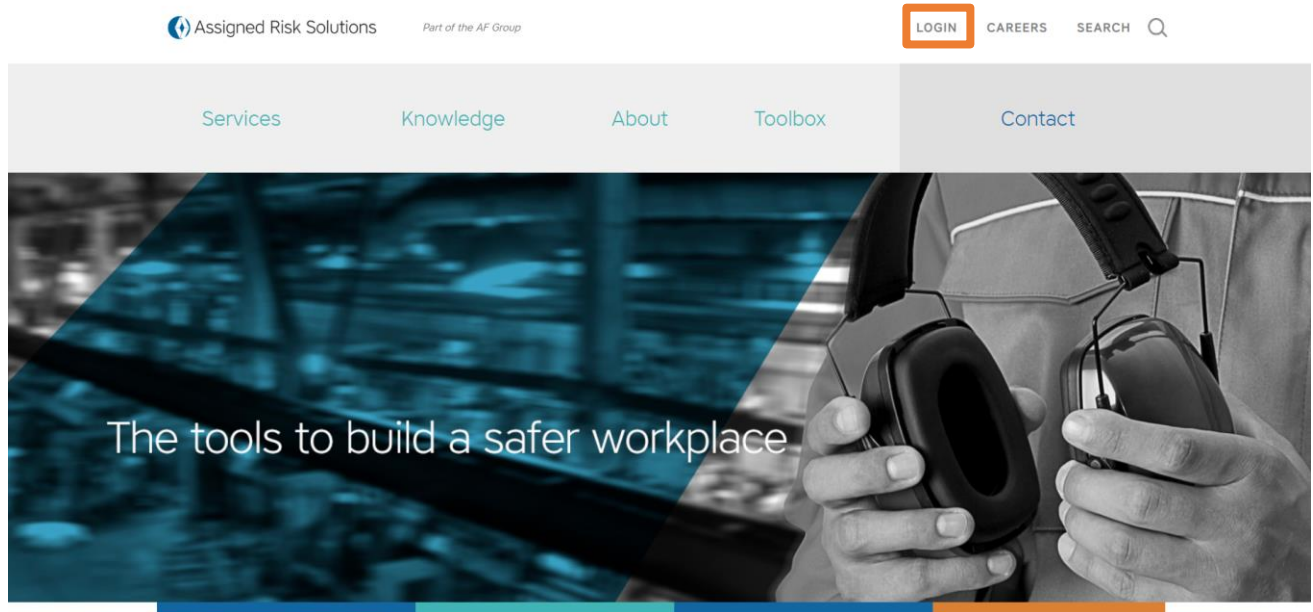 Assigned Risk Solutions Part of the AF Group LOGIN CAREERS SEARCH
Services Knowledge About Toolbox Contact
The tools to build a safer workplace